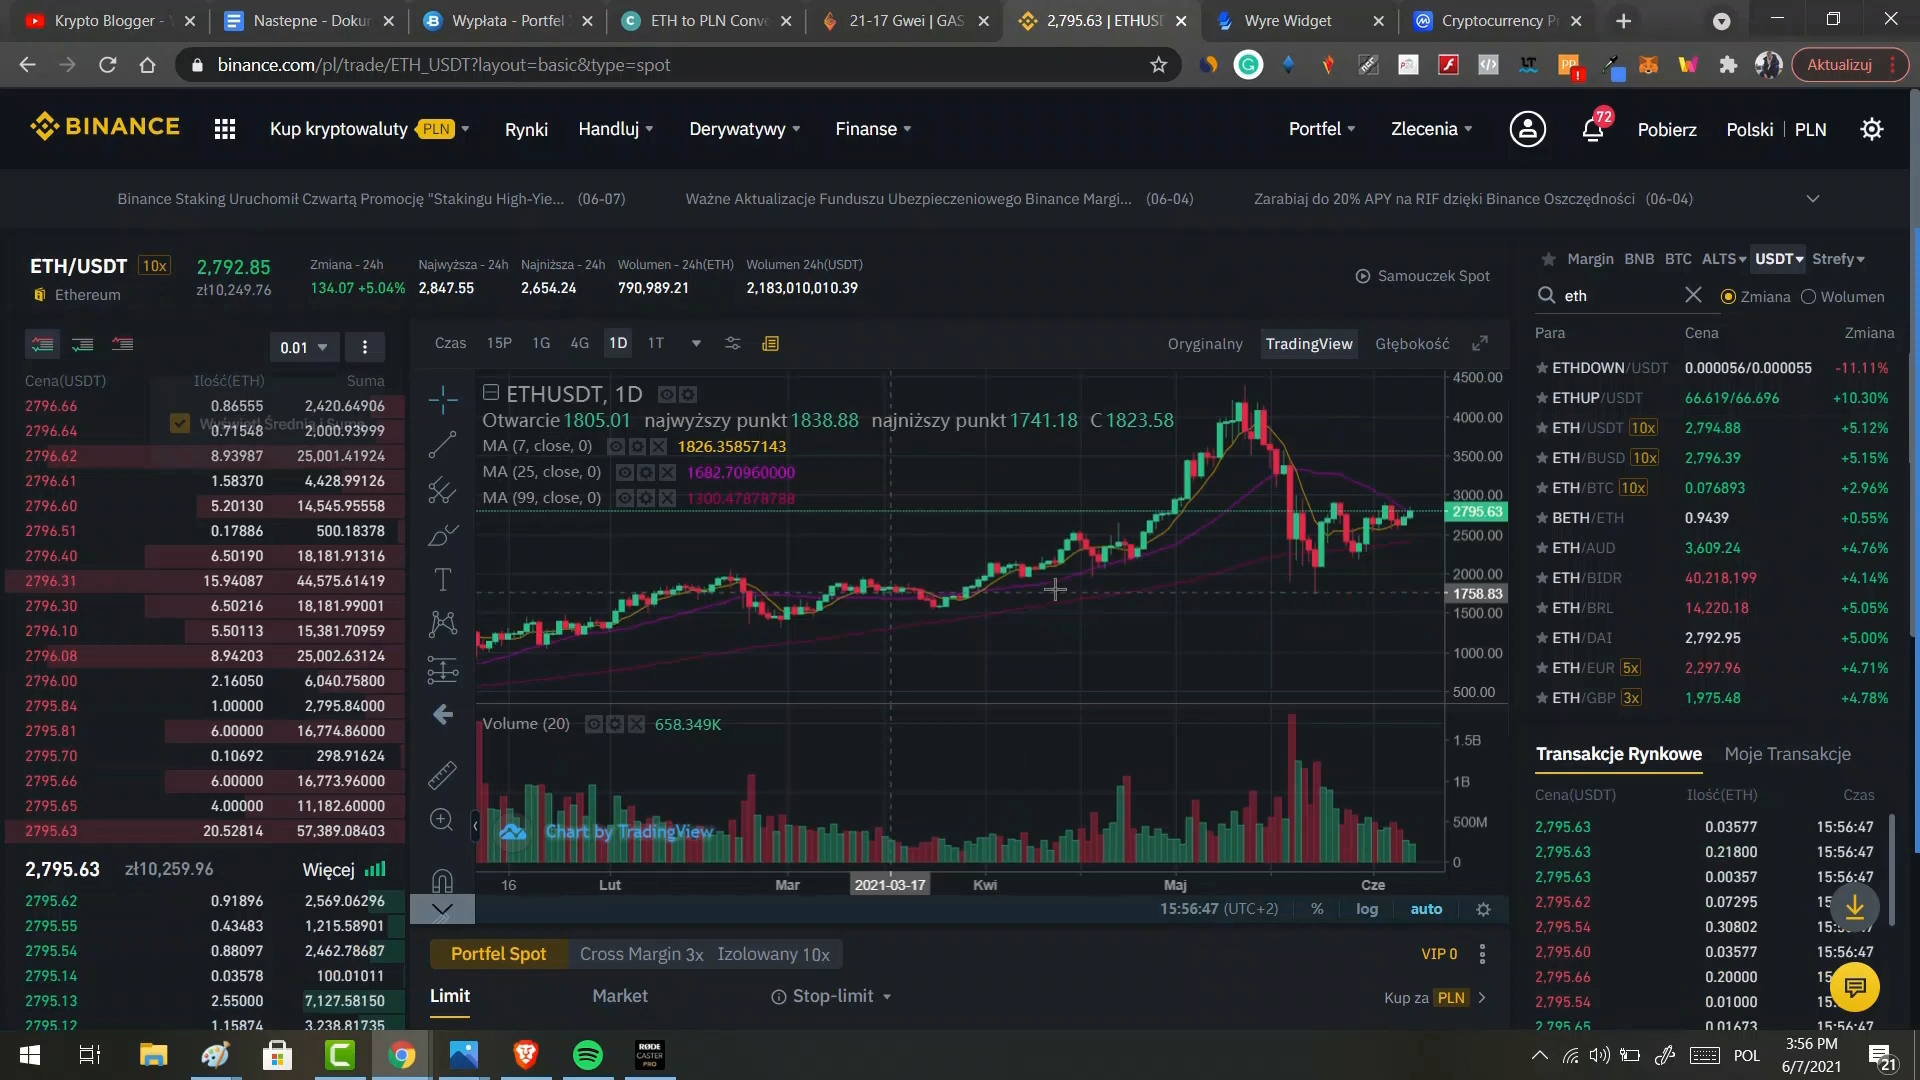 Krypto Blogger -
Nastepne - Dokur
Wypłata - Portfel
ETH to PLN Conve
21-17 Gwei | GAS
2,795.63 | ETHUSD
Wyre Widget
Cryptocurrency P
binance.com/pl/trade/ETH_USDT?layout=basic&type=spot
Aktualizuj
BINANCE
Kup kryptowaluty PLN
Rynki
Handluj
Derywatywy
Finanse
Portfel
Zlecenia
72
Pobierz
Polski | PLN
Binance Staking Uruchomił Czwartą Promocję "Stakingu High-Yie... (06-07)
Ważne Aktualizacje Funduszu Ubezpieczeniowego Binance Margi... (06-04)
Zarabiaj do 20% APY na RIF dzięki Binance Oszczędności (06-04)
ETH/USDT 10x
Ethereum
2,792.85
zł10,249.76
Zmiana - 24h
134.07 +5.04%
Najwyższa - 24h
2,847.55
Najniższa - 24h
2,654.24
Wolumen - 24h(ETH)
790,989.21
Wolumen 24h(USDT)
2,183,010,010.39
Samouczek Spot
0.01
Cena(USDT) Ilość(ETH) Suma
2796.66 0.86555 2,420.64906
Wyświetl Średnią i Sumę
2796.64 0.71548 2,000.93999
2796.62 8.93987 25,001.41924
2796.61 1.58370 4,428.99126
2796.60 5.20130 14,545.95558
2796.51 0.17886 500.18378
2796.40 6.50190 18,181.91316
2796.31 15.94087 44,575.61419
2796.30 6.50216 18,181.99001
2796.10 5.50113 15,381.70959
2796.08 8.94203 25,002.63124
2796.00 2.16050 6,040.75800
2795.84 1.00000 2,795.84000
2795.81 6.00000 16,774.86000
2795.70 0.10692 298.91624
2795.66 6.00000 16,773.96000
2795.65 4.00000 11,182.60000
2795.63 20.52814 57,389.08403
2,795.63 zł10,259.96 Więcej
2795.62 0.91896 2,569.06296
2795.55 0.43483 1,215.58901
2795.54 0.88097 2,462.78687
2795.14 0.03578 100.01011
2795.13 2.55000 7,127.58150
2795.12 1.15874 3,238.81735
Czas 15P 1G 4G 1D 1T
Oryginalny TradingView Głębokość
ETHUSDT, 1D
Otwarcie 1805.01 najwyższy punkt 1838.88 najniższy punkt 1741.18 C 1823.58
MA (7, close, 0) 1826.35857143
MA (25, close, 0) 1682.70960000
MA (99, close, 0) 1300.47878788
4500.00
4000.00
3500.00
3000.00
2795.63
2500.00
2000.00
1758.83
1500.00
1000.00
500.00
Volume (20) 658.349K
1.5B
1B
500M
0
Chart by TradingView
16 Lut Mar 2021-03-17 Kwi Maj Cze
15:56:47 (UTC+2) % log auto
Portfel Spot Cross Margin 3x Izolowany 10x
VIP 0
Limit Market Stop-limit
Kup za PLN
Margin BNB BTC ALTS USDT Strefy
eth
Zmiana Wolumen
Para Cena Zmiana
ETHDOWN/USDT 0.000056/0.000055 -11.11%
ETHUP/USDT 66.619/66.696 +10.30%
ETH/USDT 10x 2,794.88 +5.12%
ETH/BUSD 10x 2,796.39 +5.15%
ETH/BTC 10x 0.076893 +2.96%
BETH/ETH 0.9439 +0.55%
ETH/AUD 3,609.24 +4.76%
ETH/BIDR 40,218,199 +4.14%
ETH/BRL 14,220.18 +5.05%
ETH/DAI 2,792.95 +5.00%
ETH/EUR 5x 2,297.96 +4.71%
ETH/GBP 3x 1,975.48 +4.78%
Transakcje Rynkowe Moje Transakcje
Cena(USDT) Ilość(ETH) Czas
2,795.63 0.03577 15:56:47
2,795.63 0.21800 15:56:47
2,795.63 0.00357 15:56:47
2,795.62 0.07295 15:
2,795.54 0.30802 15:
2,795.60 0.03577 15:56:47
2,795.66 0.20000 15:
2,795.54 0.01000 15:
2,795.65 0.01673 15:56:47
RØDE
CASTER
PRO
POL
3:56 PM
6/7/2021
21